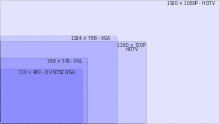 1920 × 1080P - HDTV
1024 × 768 - XGA
1280 × 720P
HDTV
768 × 576 - PAL
720 × 480 - DV NTSC/VGA